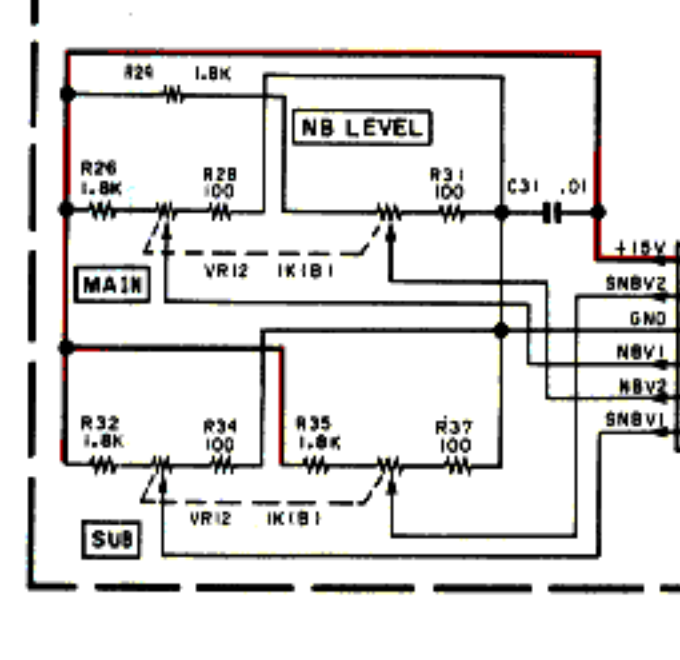 R29 1.8K
NB LEVEL
R26
1.8K
R28
100
R31
100
C31 .01
+15V
VR12 1K(B)
MAIN
SNBV2
GND
NBV1
NBV2
SNBV1
R32
1.8K
R34
100
R35
1.8K
R37
100
VR12 1K(B)
SUB